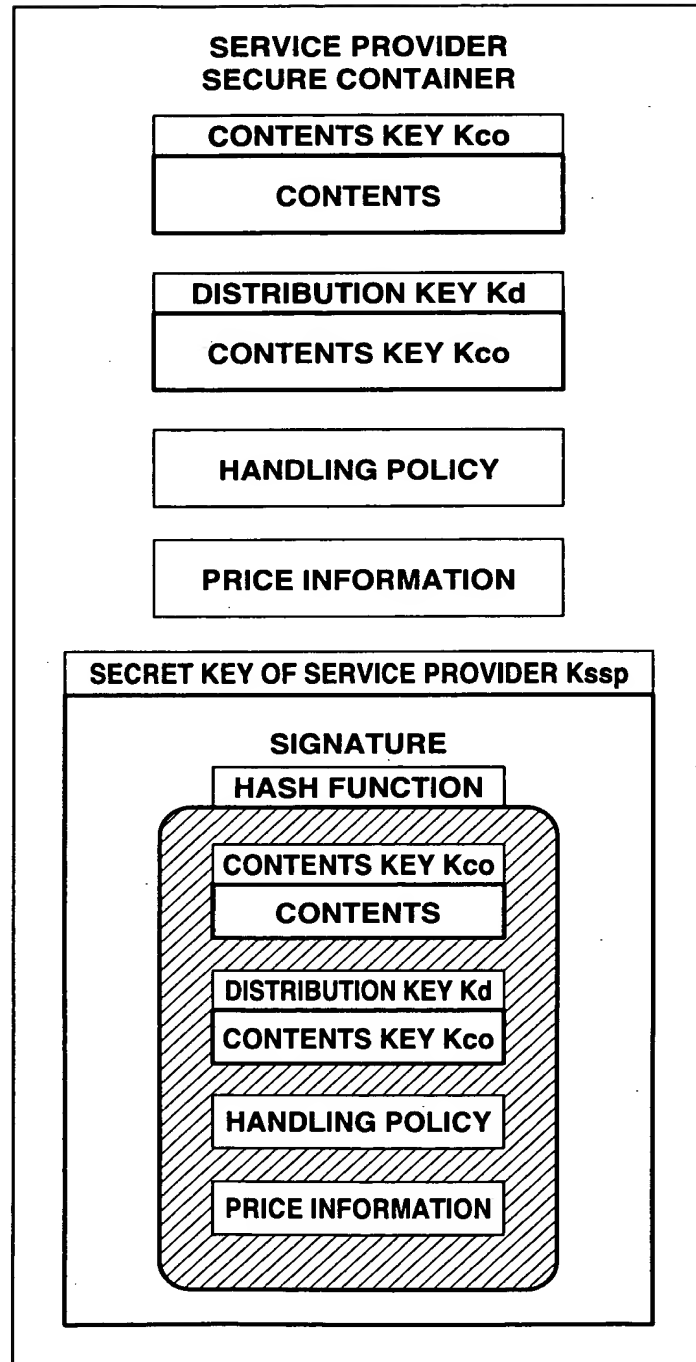 SERVICE PROVIDER
SECURE CONTAINER
CONTENTS KEY Kco
CONTENTS
DISTRIBUTION KEY Kd
CONTENTS KEY Kco
HANDLING POLICY
PRICE INFORMATION
SECRET KEY OF SERVICE PROVIDER Kssp
SIGNATURE
HASH FUNCTION
CONTENTS KEY Kco
CONTENTS
DISTRIBUTION KEY Kd
CONTENTS KEY Kco
HANDLING POLICY
PRICE INFORMATION